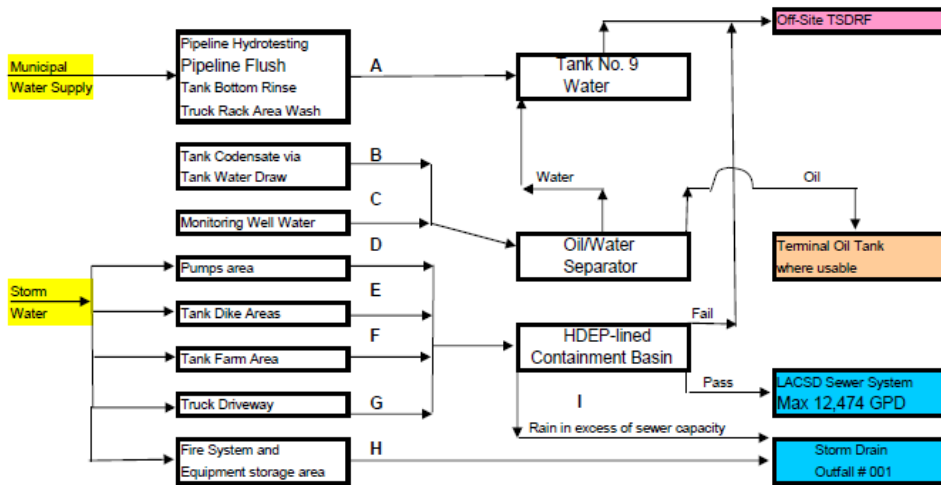 Off-Site TSDRF
Municipal
Water Supply
Pipeline Hydrotesting
Pipeline Flush
Tank Bottom Rinse
Truck Rack Area Wash
A
Tank No. 9
Water
Tank Codensate via
Tank Water Draw
B
Water
Oil
C
Monitoring Well Water
Oil/Water
Separator
Terminal Oil Tank
where usable
D
Pumps area
Storm
Water
E
Tank Dike Areas
Fail
F
Tank Farm Area
HDEP-lined
Containment Basin
Pass
LACSD Sewer System
Max 12,474 GPD
G
Truck Driveway
I
Rain in excess of sewer capacity
H
Fire System and
Equipment storage area
Storm Drain
Outfall # 001